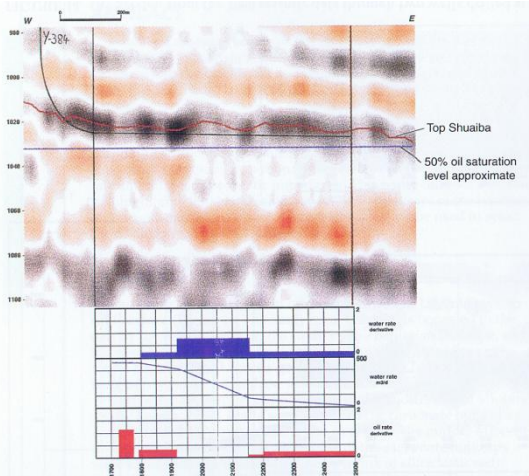 0 200m
W E
Y-384
980
1000
1020
1040
1060
1080
1100
Top Shuaiba
50% oil saturation
level approximate
2
water rate
derivative
0
500
water rate
m3/d
0
2
oil rate
derivative
0
1700 1800 1900 2000 2100 2200 2300 2400 2500